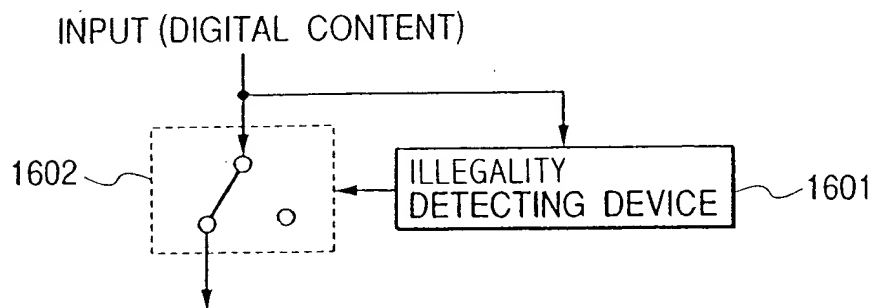 INPUT (DIGITAL CONTENT)
1602
ILLEGALITY
DETECTING DEVICE
1601